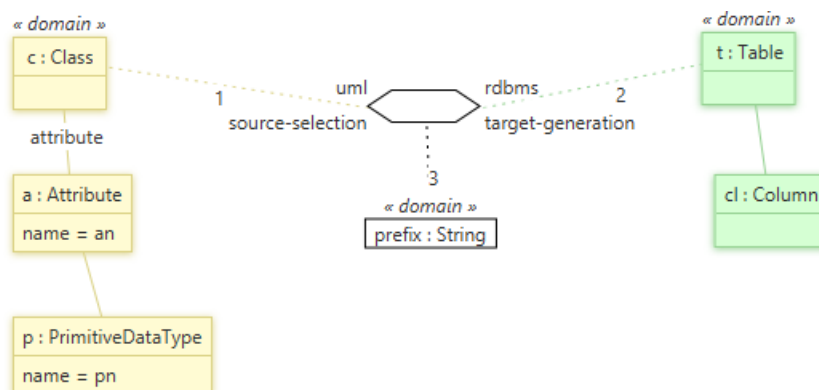 « domain »
c : Class
attribute
a : Attribute
name = an
p : PrimitiveDataType
name = pn
1
uml
source-selection
rdbms
target-generation
2
3
« domain »
prefix : String
« domain »
t : Table
cl : Column